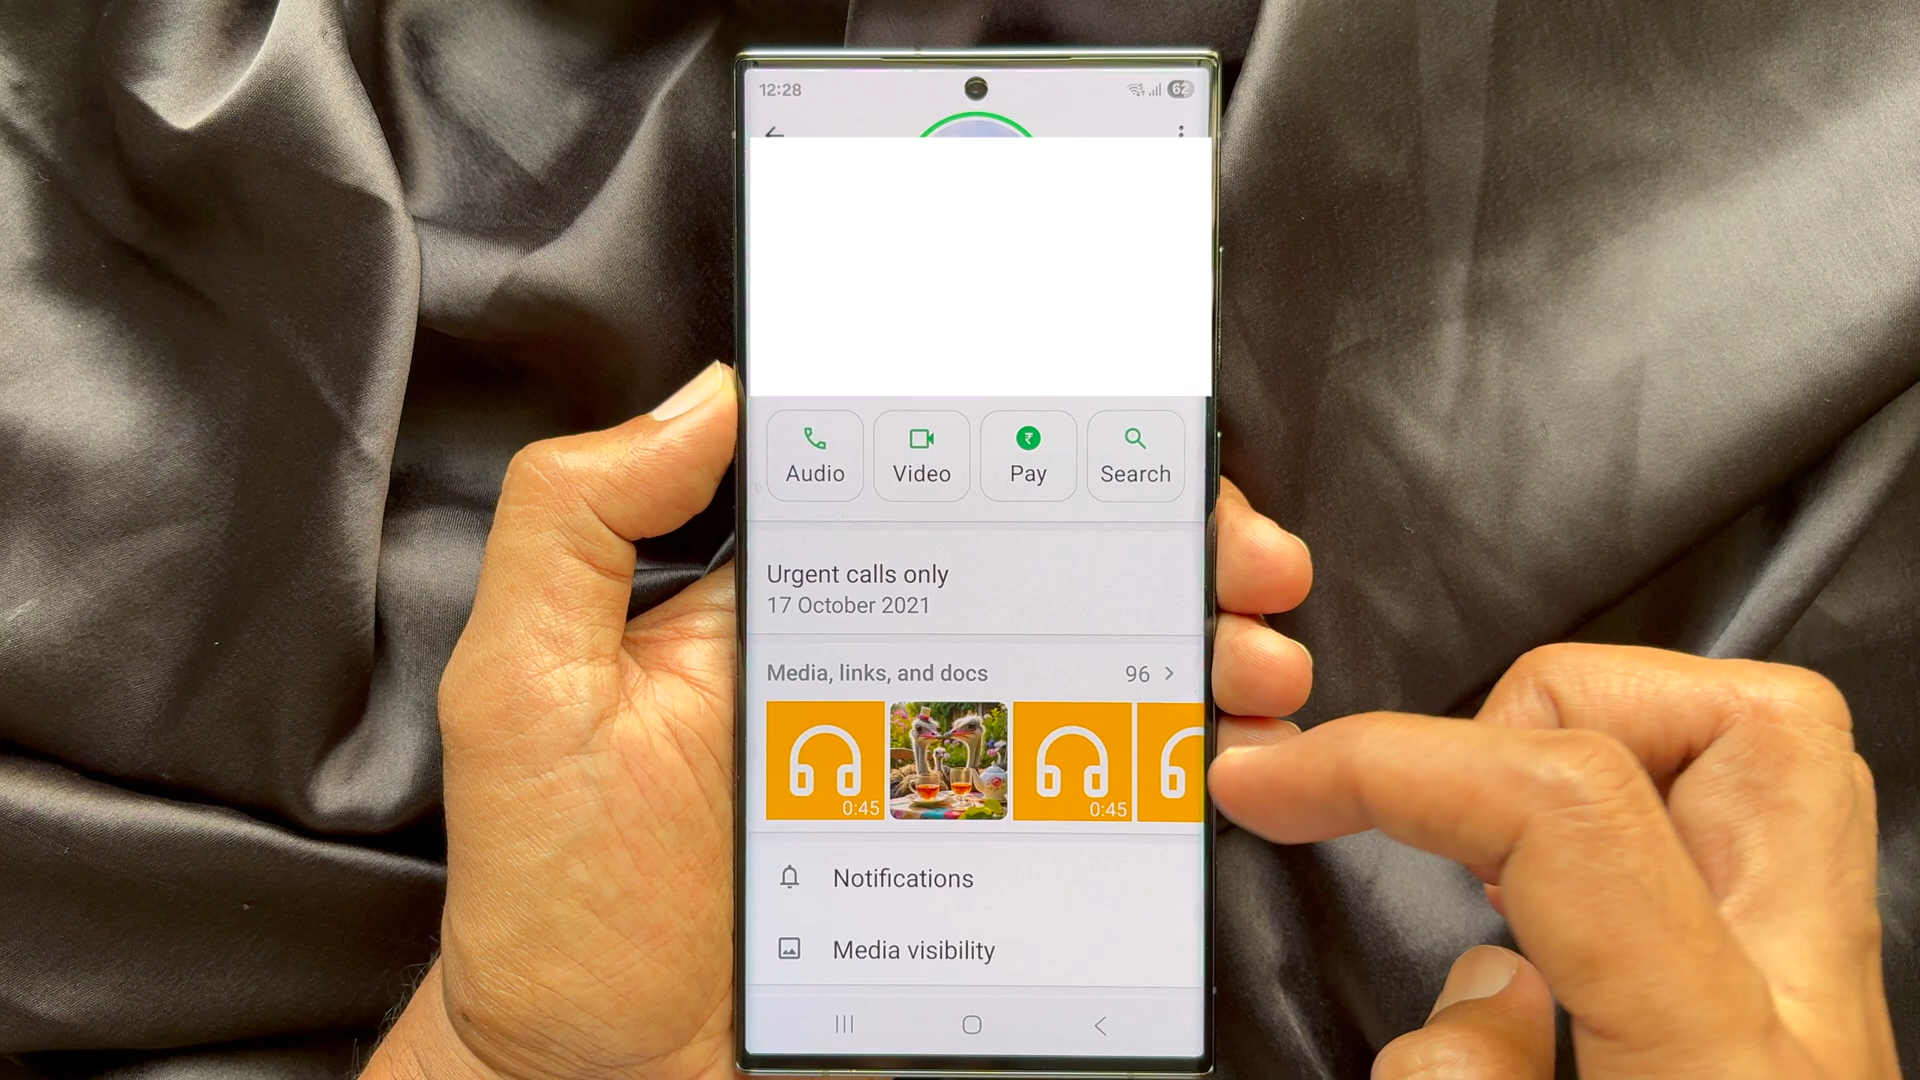 12:28
62
Audio
Video
Pay
Search
Urgent calls only
17 October 2021
Media, links, and docs
96
0:45
0:45
Notifications
Media visibility